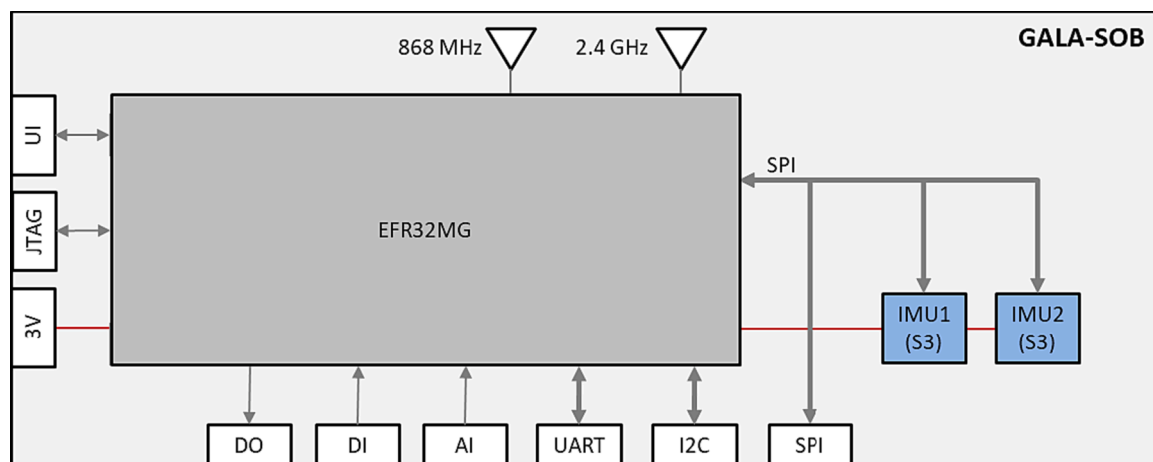 GALA-SOB
868 MHz
2.4 GHz
UI
JTAG
3V
EFR32MG
SPI
IMU1
(S3)
IMU2
(S3)
DO
DI
AI
UART
I2C
SPI